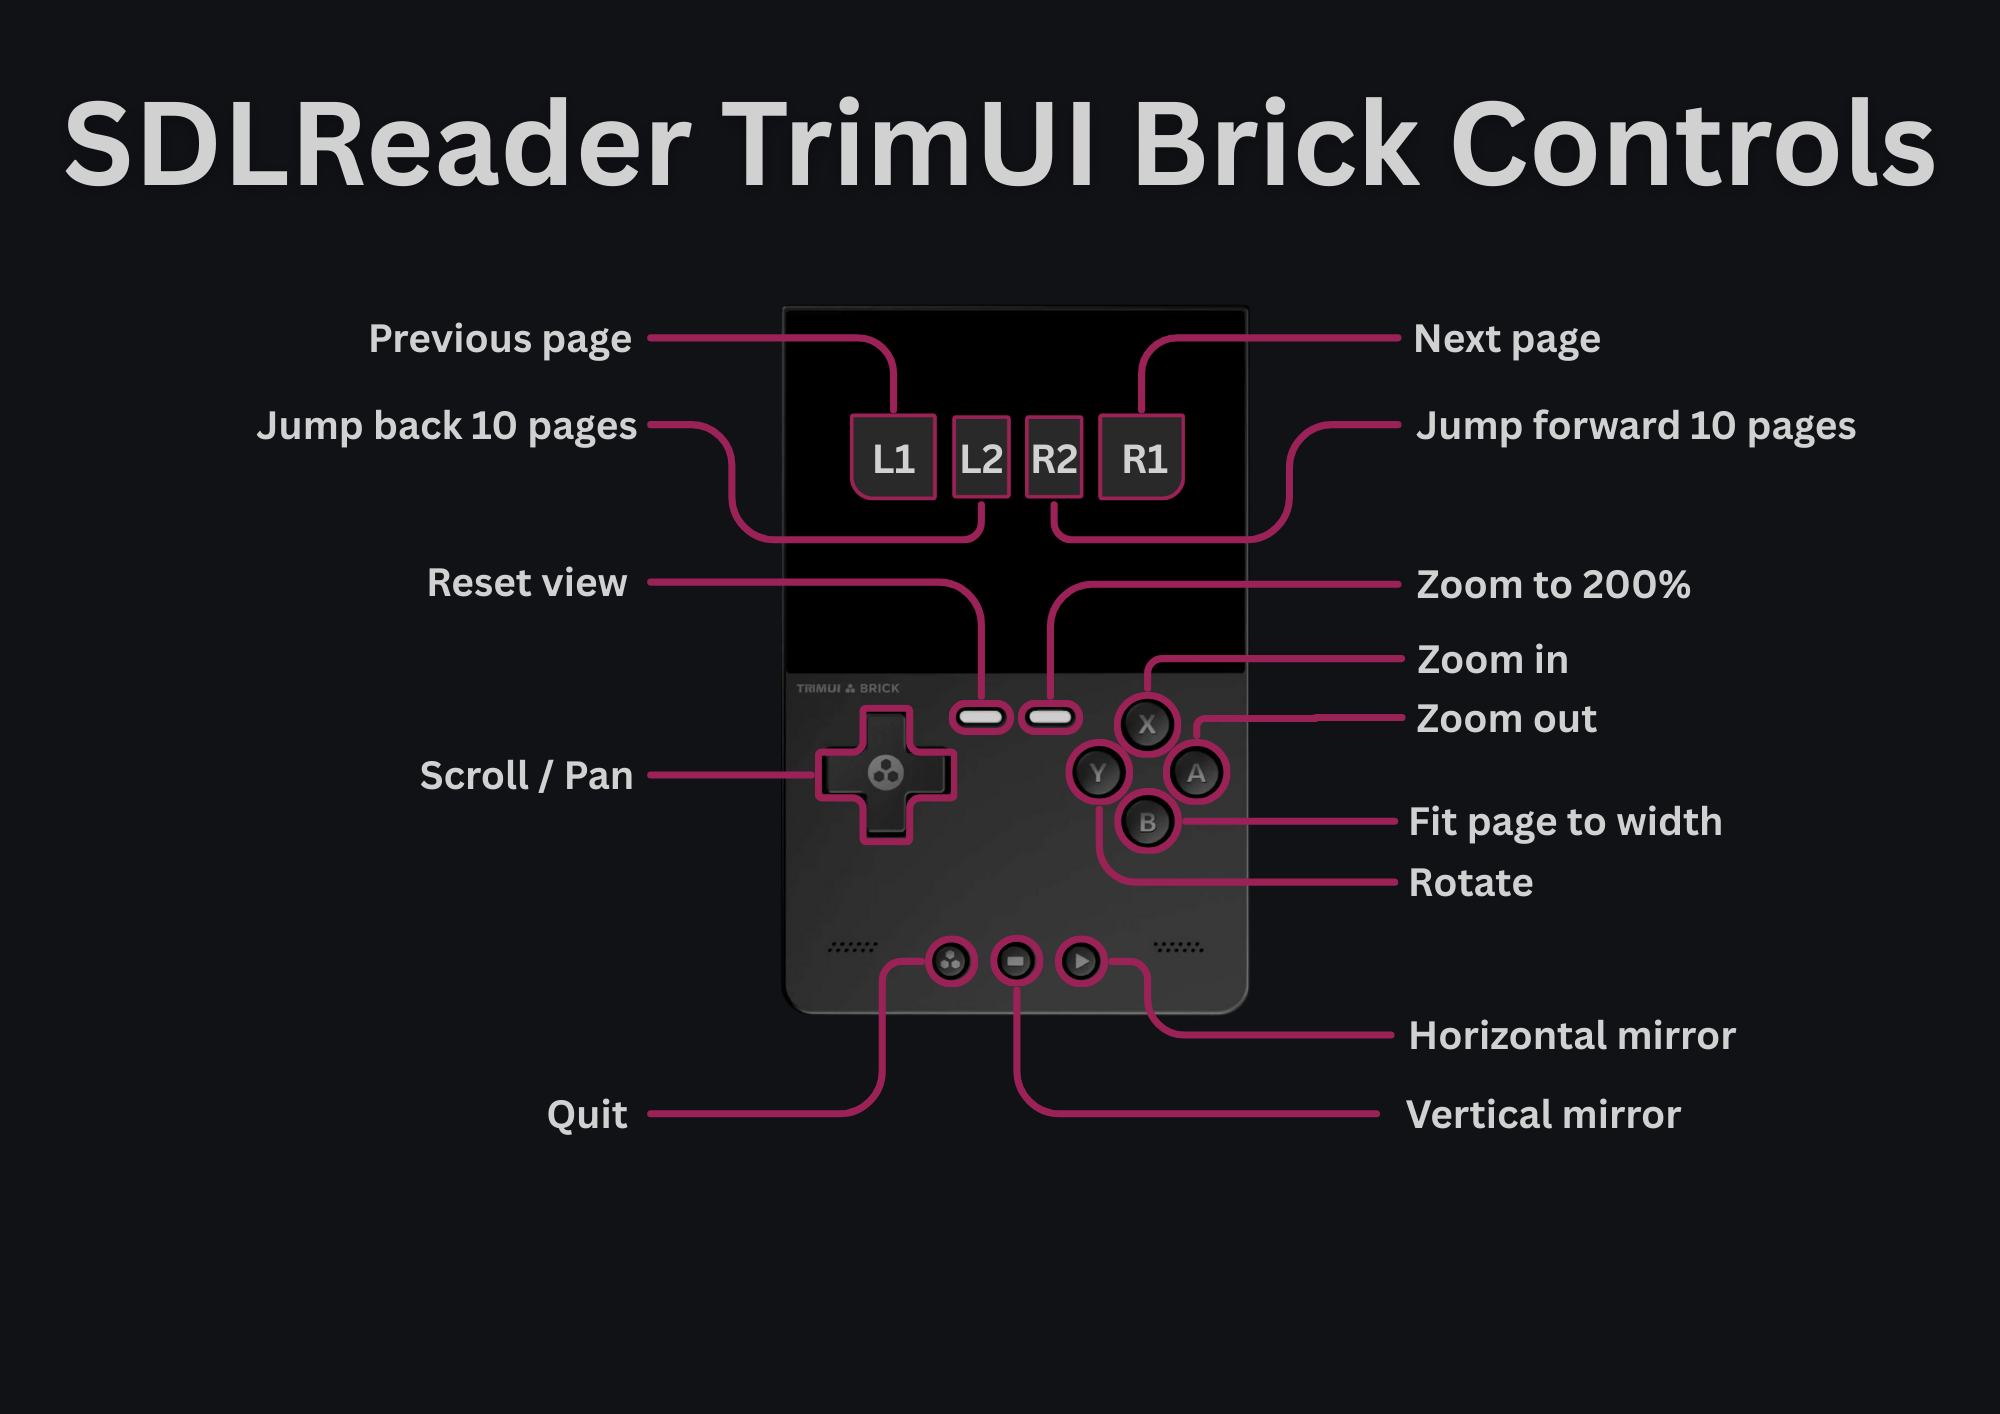 SDLReader TrimUI Brick Controls
Previous page
Next page
Jump back 10 pages
Jump forward 10 pages
L1
L2
R2
R1
Reset view
Zoom to 200%
Zoom in
TRIMUI BRICK
Zoom out
X
Y
A
B
Scroll / Pan
Fit page to width
Rotate
Horizontal mirror
Quit
Vertical mirror